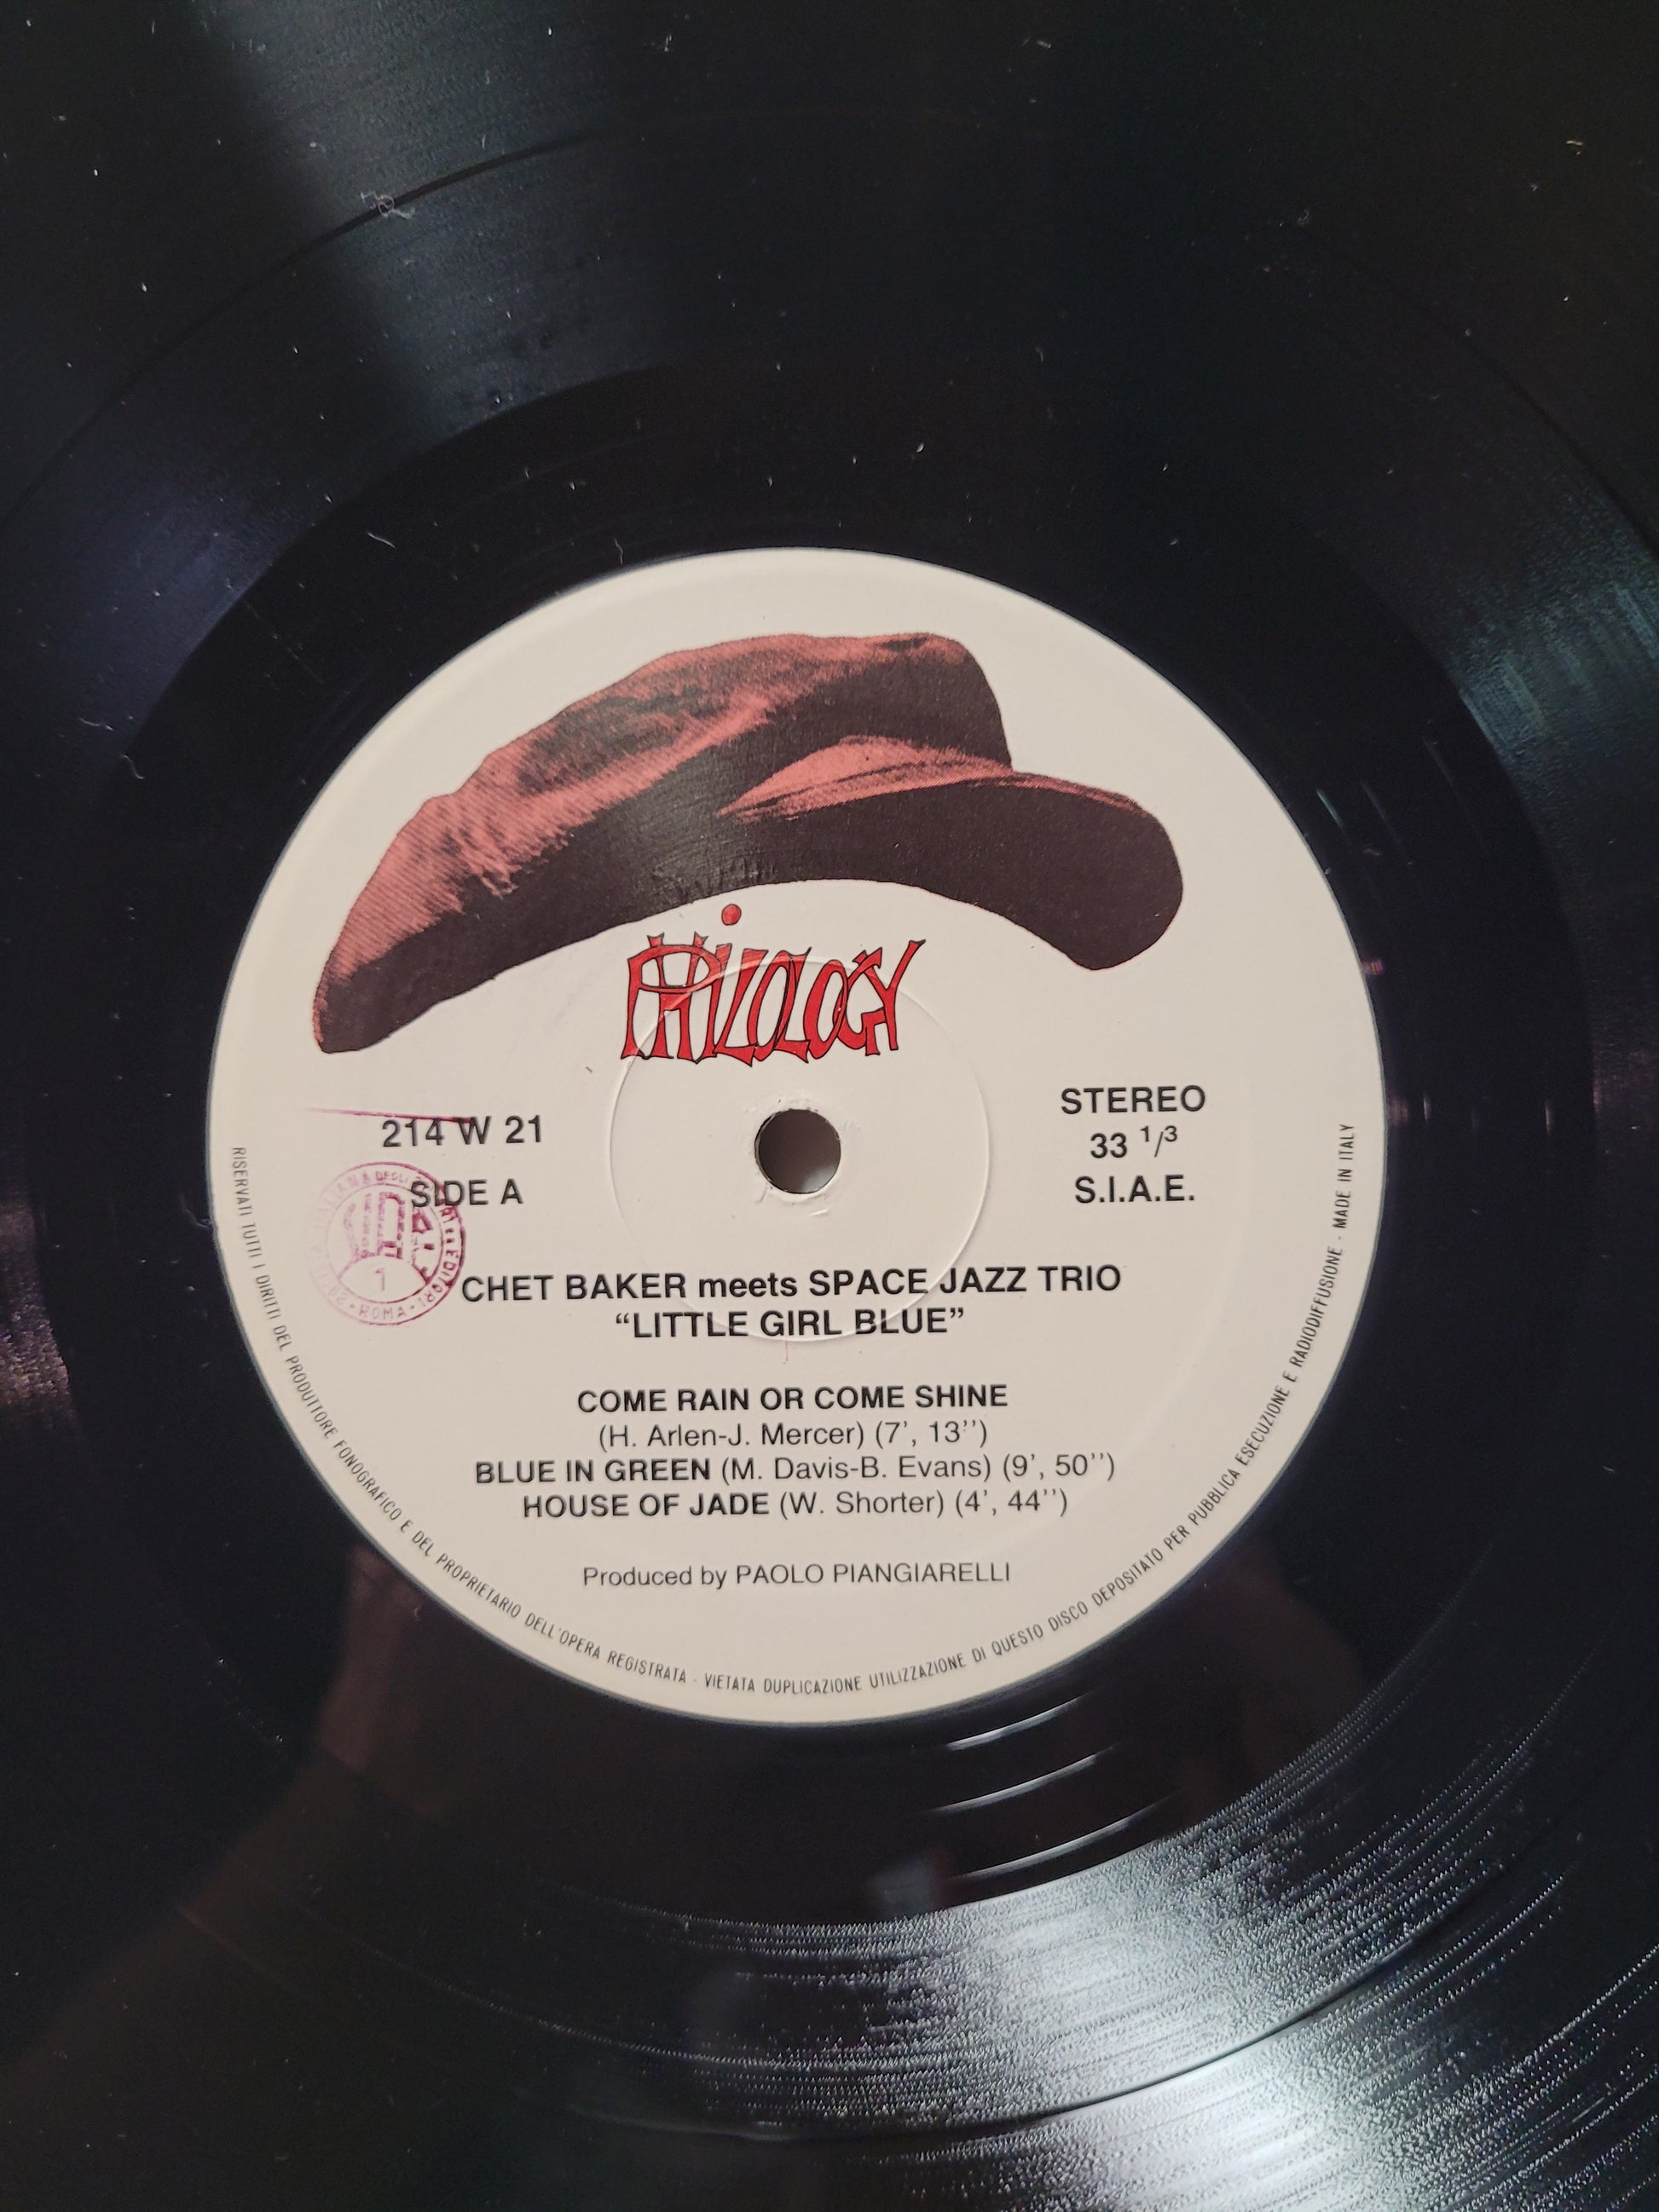 PHiLOLOGY
214 W 21
SIDE A
STEREO
33 1/3
S.I.A.E.
CHET BAKER meets SPACE JAZZ TRIO
“LITTLE GIRL BLUE”
COME RAIN OR COME SHINE
(H. Arlen-J. Mercer) (7’, 13’’)
BLUE IN GREEN (M. Davis-B. Evans) (9’, 50’’)
HOUSE OF JADE (W. Shorter) (4’, 44’’)
Produced by PAOLO PIANGIARELLI
RISERVATI TUTTI I DIRITTI DEL PRODUTTORE FONOGRAFICO E DEL PROPRIETARIO DELL'OPERA REGISTRATA - VIETATA DUPLICAZIONE UTILIZZAZIONE DI QUESTO DISCO DEPOSITATO PER PUBBLICA ESECUZIONE E RADIODIFFUSIONE - MADE IN ITALY
DEGLI
EDITORI
ROMA
1